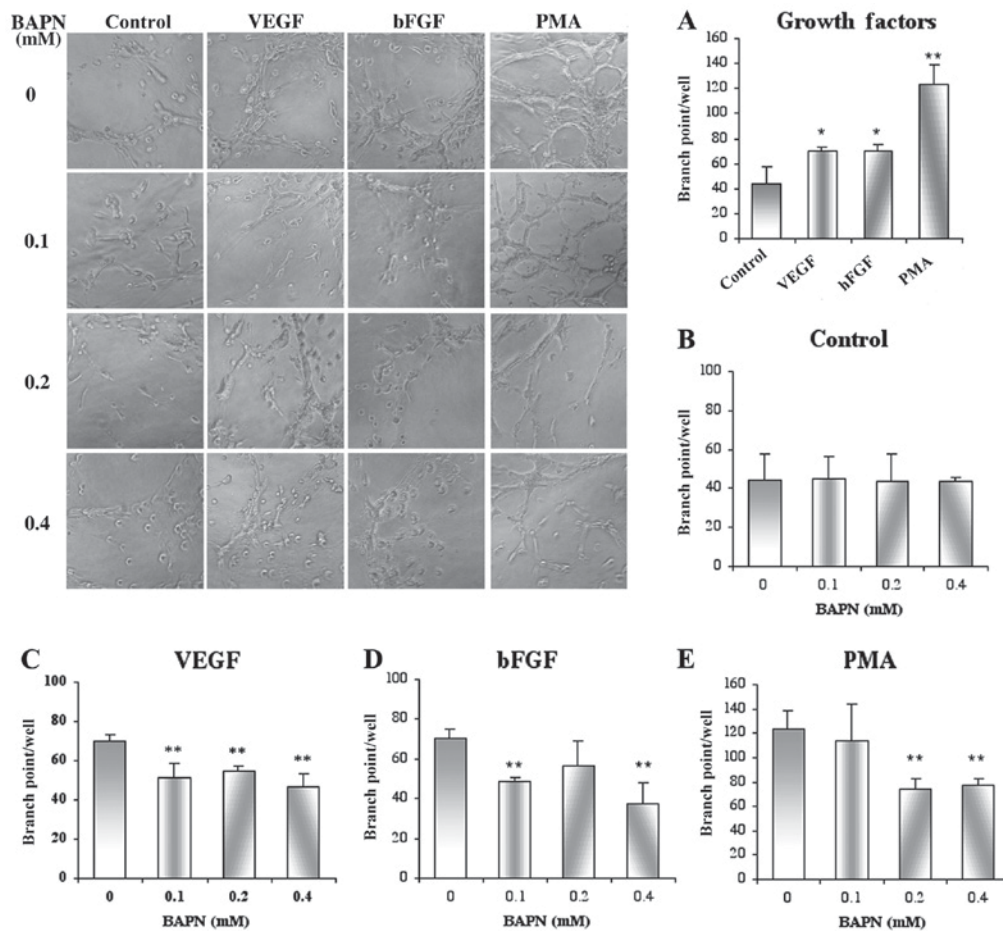 BAPN Control VEGF bFGF PMA
(mM)
0
0.1
0.2
0.4
A Growth factors
Branch point/well
160
140
120
100
80
60
40
20
0
* * **
Control VEGF hFGF PMA
B Control
Branch point/well
100
80
60
40
20
0
0 0.1 0.2 0.4
BAPN (mM)
C VEGF
Branch point/well
100
80
60
40
20
0
** ** **
0 0.1 0.2 0.4
BAPN (mM)
D bFGF
Branch point/well
100
80
60
40
20
0
** **
0 0.1 0.2 0.4
BAPN (mM)
E PMA
Branch point/well
160
140
120
100
80
60
40
20
0
** **
0 0.1 0.2 0.4
BAPN (mM)